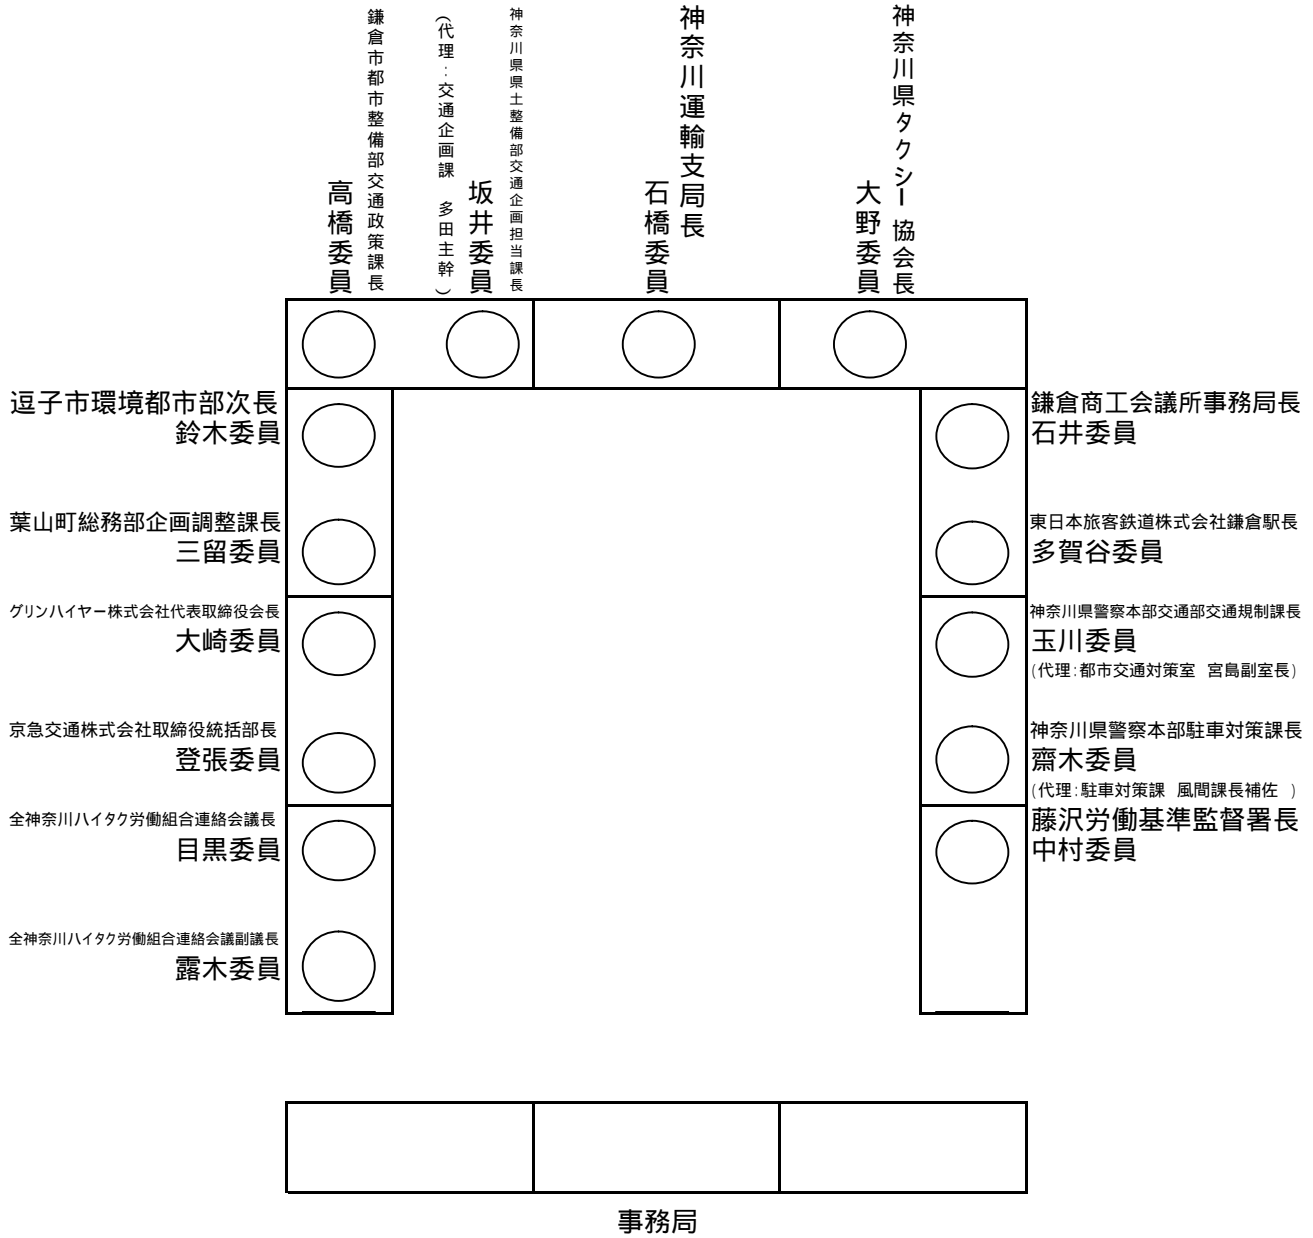 神奈川県タクシー協会長
大野委員
神奈川運輸支局長
石橋委員
神奈川県県土整備部交通企画担当課長
坂井委員
(代理:交通企画課 多田主幹)
鎌倉市都市整備部交通政策課長
高橋委員
逗子市環境都市部次長
鈴木委員
葉山町総務部企画調整課長
三留委員
グリンハイヤー株式会社代表取締役会長
大崎委員
京急交通株式会社取締役統括部長
登張委員
全神奈川ハイタク労働組合連絡会議長
目黒委員
全神奈川ハイタク労働組合連絡会議副議長
露木委員
鎌倉商工会議所事務局長
石井委員
東日本旅客鉄道株式会社鎌倉駅長
多賀谷委員
神奈川県警察本部交通部交通規制課長
玉川委員
(代理:都市交通対策室 宮島副室長)
神奈川県警察本部駐車対策課長
齋木委員
(代理:駐車対策課 風間課長補佐 )
藤沢労働基準監督署長
中村委員
事務局